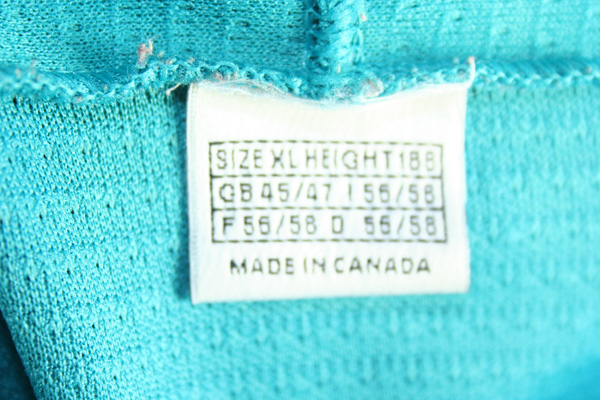 SIZE XL HEIGHT 188
GB 45/47 I 56/58
F 56/58 D 56/58
MADE IN CANADA